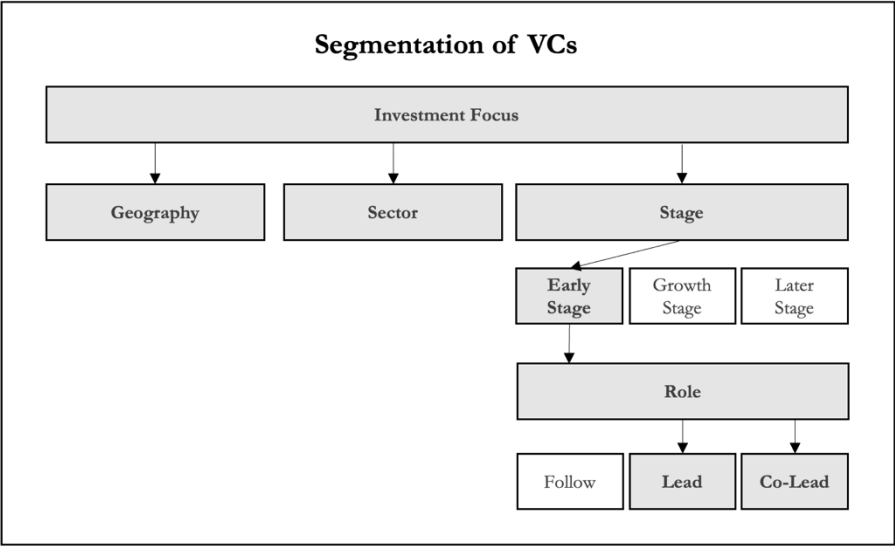 Segmentation of VCs
Investment Focus
Geography
Sector
Stage
Early
Stage
Growth
Stage
Later
Stage
Role
Follow
Lead
Co-Lead